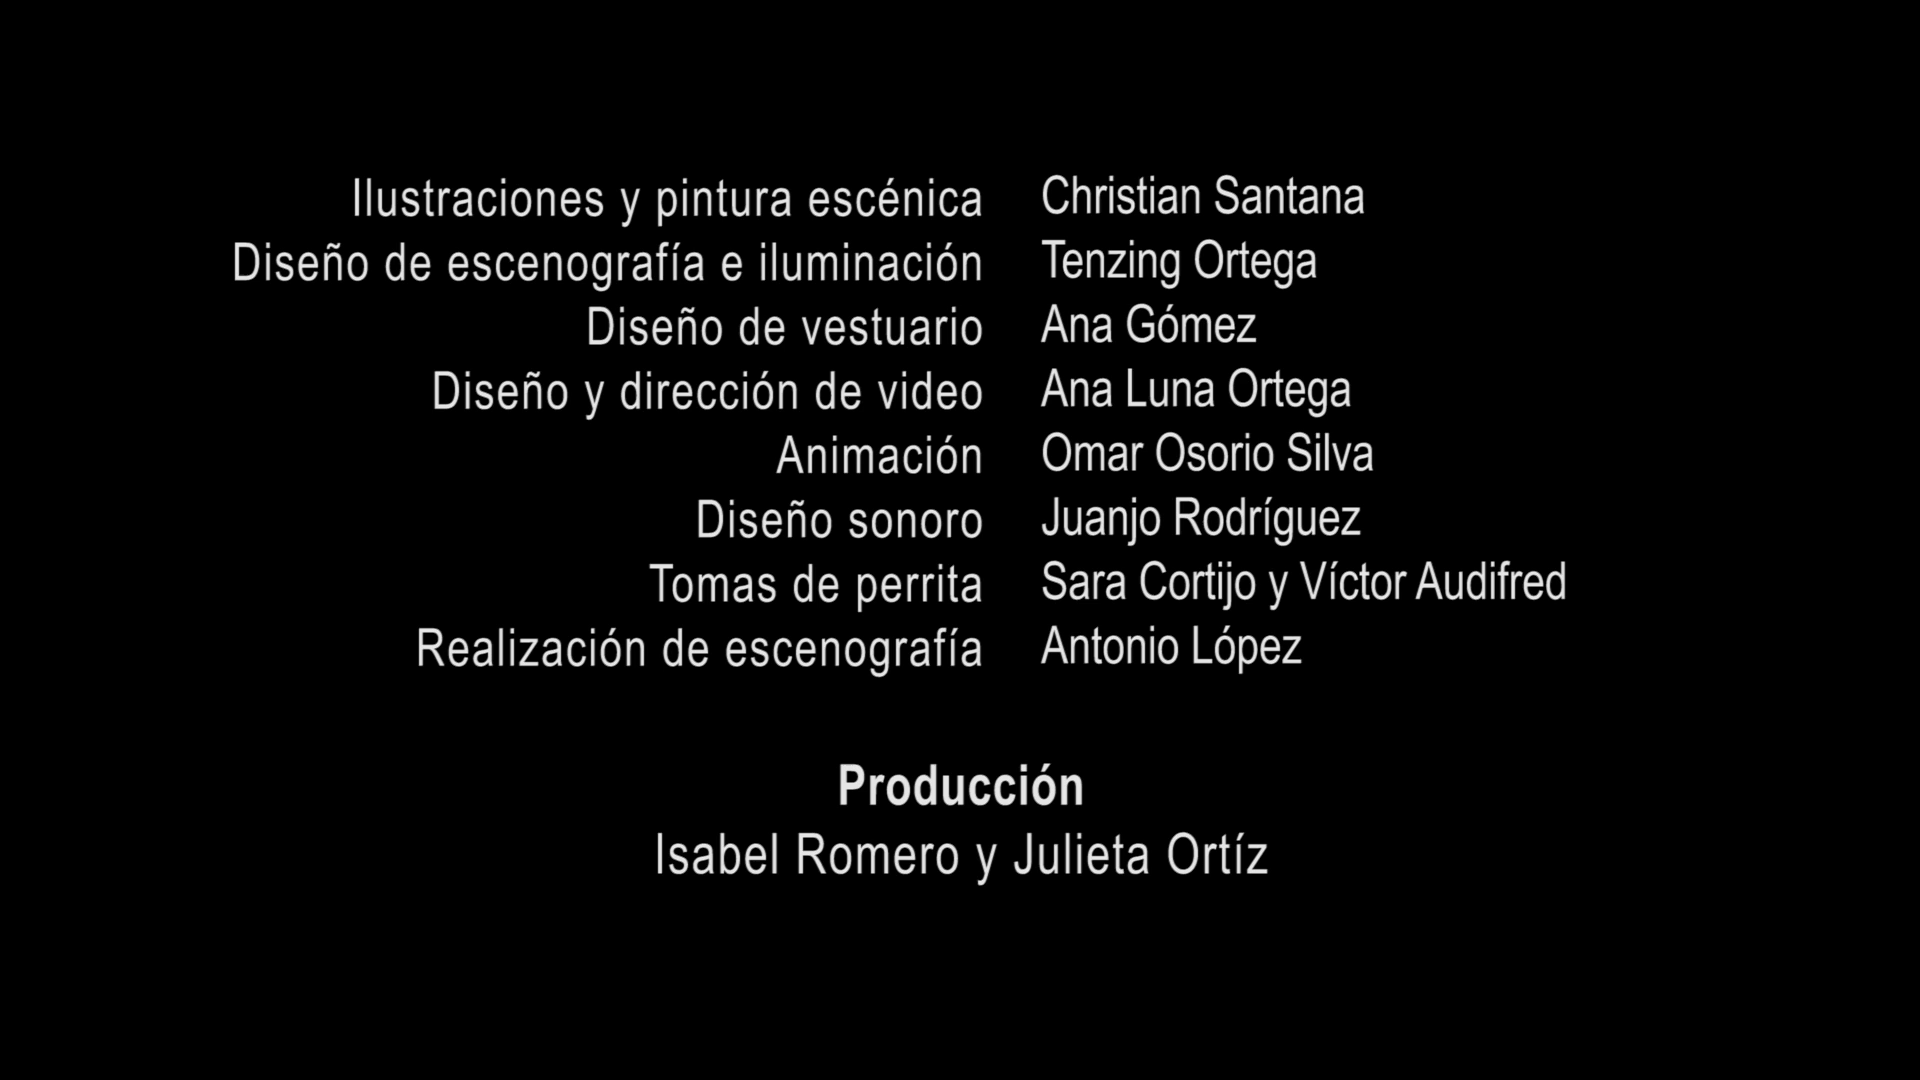 Ilustraciones y pintura escénica Christian Santana
Diseño de escenografía e iluminación Tenzing Ortega
Diseño de vestuario Ana Gómez
Diseño y dirección de video Ana Luna Ortega
Animación Omar Osorio Silva
Diseño sonoro Juanjo Rodríguez
Tomas de perrita Sara Cortijo y Víctor Audifred
Realización de escenografía Antonio López
Producción
Isabel Romero y Julieta Ortíz